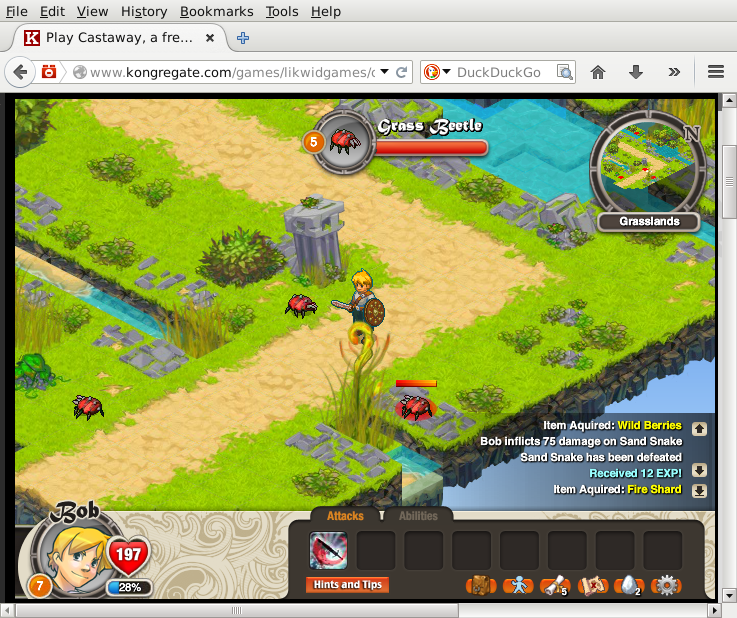 File Edit View History Bookmarks Tools Help
K Play Castaway, a fre...
www.kongregate.com/games/likwidgames/c
DuckDuckGo
Grass Beetle
5
N
Grasslands
Item Aquired: Wild Berries
Bob inflicts 75 damage on Sand Snake
Sand Snake has been defeated
Received 12 EXP!
Item Aquired: Fire Shard
Bob
197
7
28%
Attacks Abilities
Hints and Tips
5
2